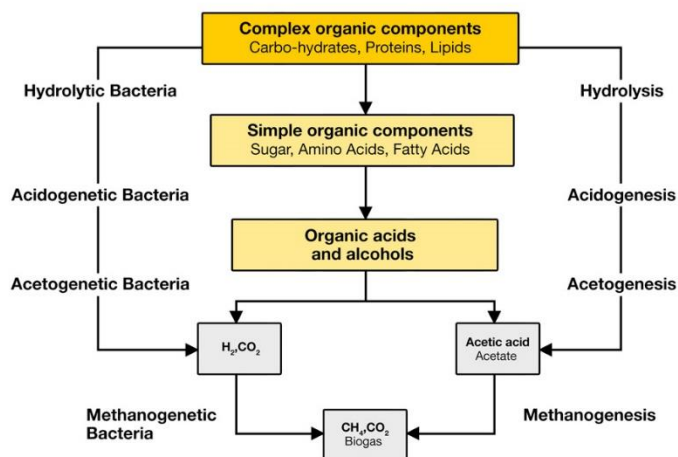 Complex organic components
Carbo-hydrates, Proteins, Lipids
Hydrolytic Bacteria
Hydrolysis
Simple organic components
Sugar, Amino Acids, Fatty Acids
Acidogenetic Bacteria
Acidogenesis
Organic acids
and alcohols
Acetogenetic Bacteria
Acetogenesis
H₂,CO₂
Acetic acid
Acetate
Methanogenetic
Bacteria
CH₄,CO₂
Biogas
Methanogenesis